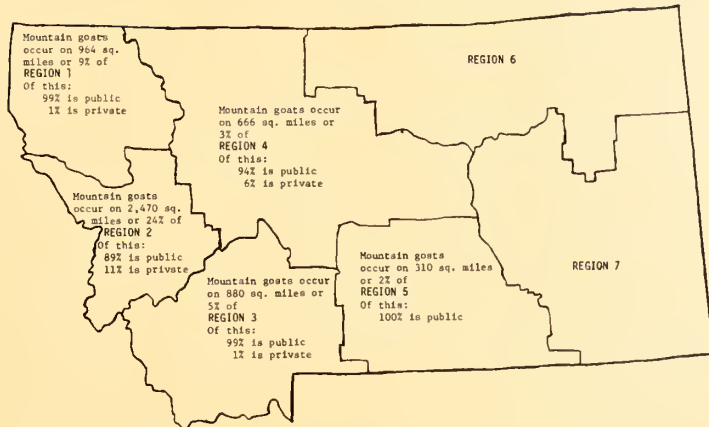 Mountain gosts
occur on 964 sq.
miles or 9% of
REGION 1
Of this:
99% is public
1% is private
Mountain goats occur
on 666 sq. miles or
3% of
REGION 4
Of this:
94% is public
6% is private
REGION 6
Mountain gosts
occur on 2,470 sq.
miles or 24% of
REGION 2
Of this:
89% is public
11% is private
Mountain goats occur
on 880 sq. miles or
5% of
REGION 3
Of this:
99% is public
1% is private
Mountain gosts
occur on 310 sq. miles
or 2% of
REGION 5
Of this:
100% is public
REGION 7